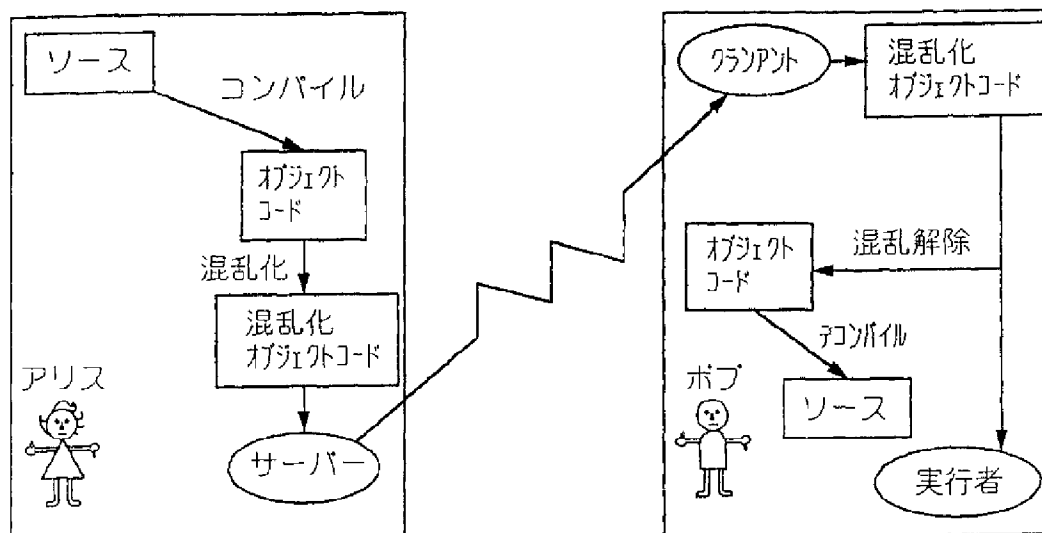 ソース
コンパイル
オブジェクト
コード
混乱化
混乱化
オブジェクトコード
サーバー
アリス
クランアント
混乱化
オブジェクトコード
混乱解除
オブジェクト
コード
デコンパイル
ソース
ボブ
実行者